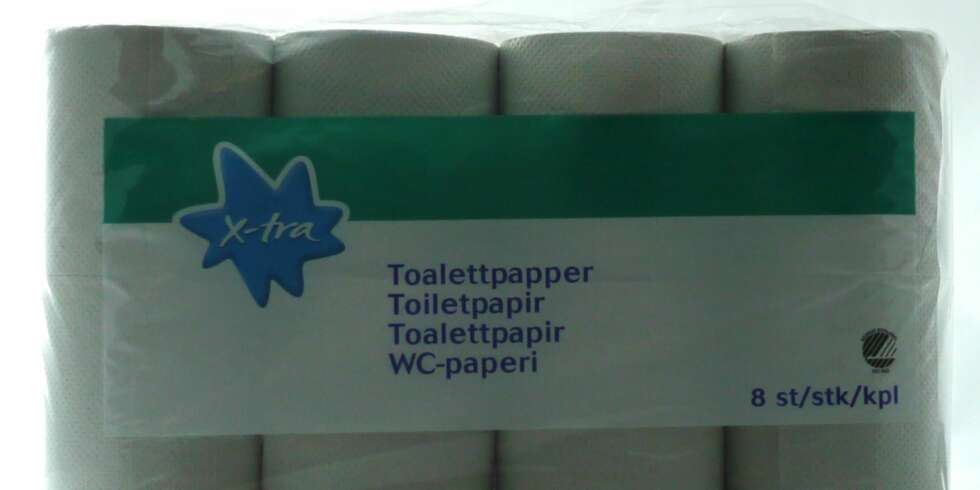 X-tra
Toalettpapper
Toiletpapir
Toalettpapir
WC-paperi
8 st/stk/kpl